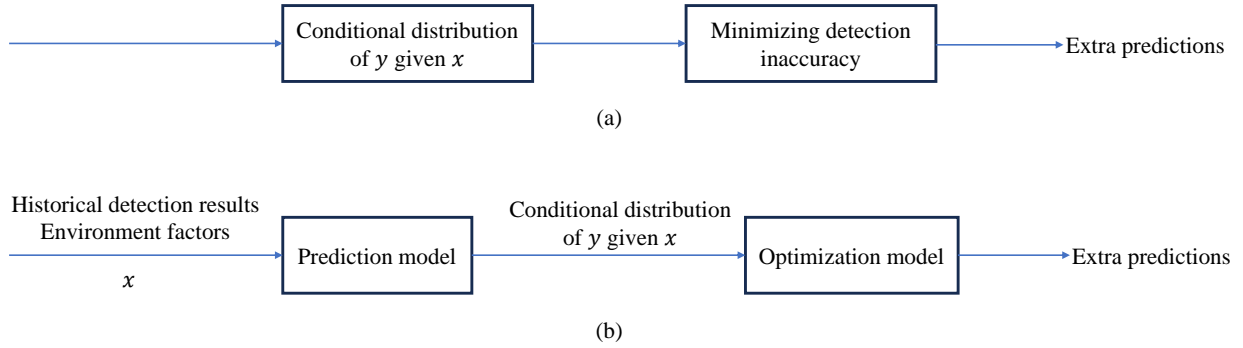 Conditional distribution
of y given x
Minimizing detection
inaccuracy
Extra predictions
(a)
Historical detection results
Environment factors
x
Prediction model
Conditional distribution
of y given x
Optimization model
Extra predictions
(b)